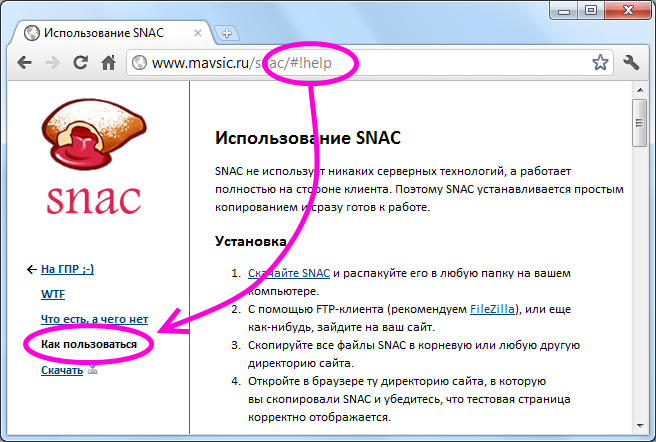 Использование SNAC
www.mavsic.ru/snac/#!help
snac
На ГПР ;-)
WTF
Что есть, а чего нет
Как пользоваться
Скачать
Использование SNAC
SNAC не использует никаких серверных технологий, а работает
полностью на стороне клиента. Поэтому SNAC устанавливается простым
копированием и сразу готов к работе.
Установка
1. Скачайте SNAC и распакуйте его в любую папку на вашем
компьютере.
2. С помощью FTP-клиента (рекомендуем FileZilla), или еще
как-нибудь, зайдите на ваш сайт.
3. Скопируйте все файлы SNAC в корневую или любую другую
директорию сайта.
4. Откройте в браузере ту директорию сайта, в которую
вы скопировали SNAC и убедитесь, что тестовая страница
корректно отображается.